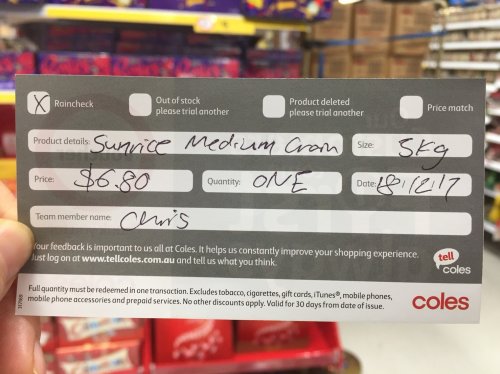 X Raincheck Out of stock please trial another Product deleted please trial another Price match
Product details: Sunrice Medium Grain Size: 5kg
Price: $6.80 Quantity: ONE Date: 18/12/17
Team member name: Chris
Your feedback is important to us all at Coles. It helps us constantly improve your shopping experience.
Just log on at www.tellcoles.com.au and tell us what you think.
tell
coles
Full quantity must be redeemed in one transaction. Excludes tobacco, cigarettes, gift cards, iTunes®, mobile phones,
mobile phone accessories and prepaid services. No other discounts apply. Valid for 30 days from date of issue.
coles